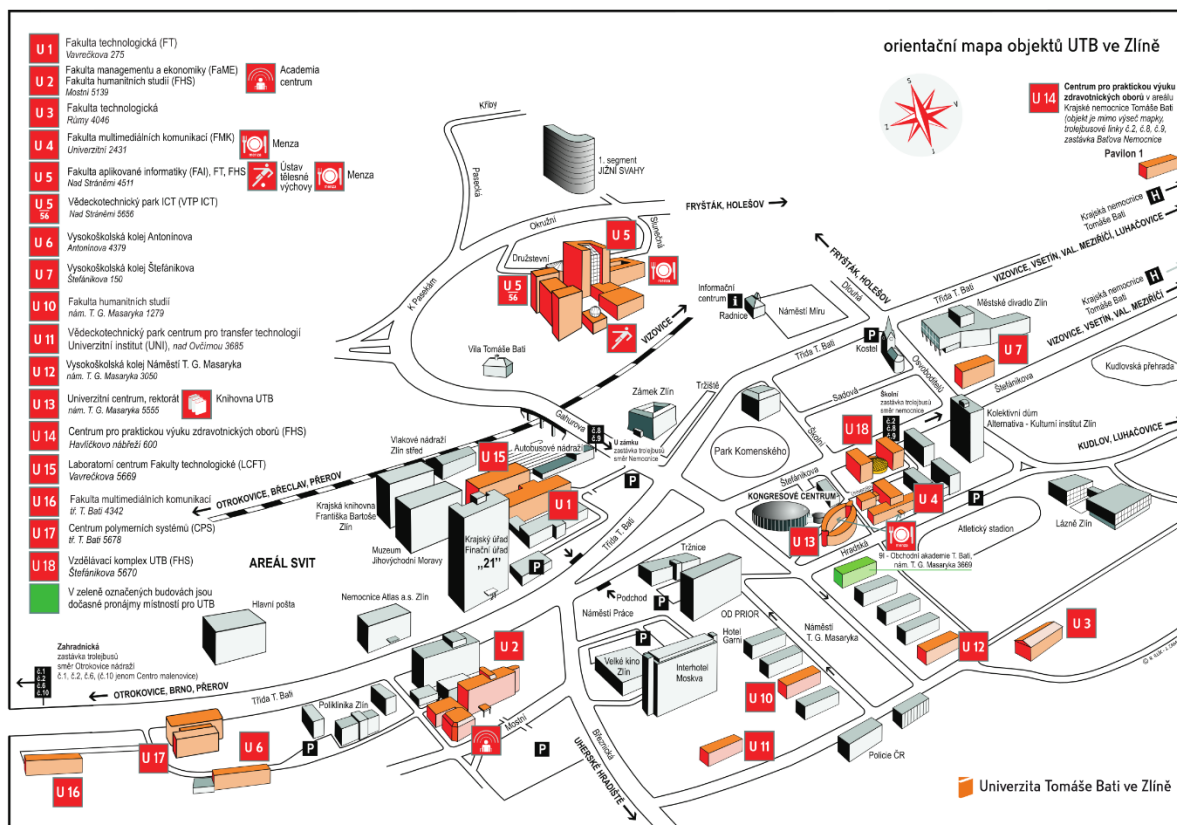 orientační mapa objektů UTB ve Zlíně
U 1
Fakulta technologická (FT)
Vavrečkova 275
U 2
Fakulta managementu a ekonomiky (FaME)
Fakulta humanitních studií (FHS)
Mostní 5139
Academia
centrum
U 3
Fakulta technologická
Růmy 4046
U 4
Fakulta multimediálních komunikací (FMK)
Univerzitní 2431
Menza
U 5
Fakulta aplikované informatiky (FAI), FT, FHS
Nad Stráněmi 4511
Ústav
tělesné
výchovy
Menza
U 5
56
Vědeckotechnický park ICT (VTP ICT)
Nad Stráněmi 5656
U 6
Vysokoškolská kolej Antonínova
Antonínova 4379
U 7
Vysokoškolská kolej Štefánikova
Štefánikova 150
U 10
Fakulta humanitních studií
nám. T. G. Masaryka 1279
U 11
Vědeckotechnický park centrum pro transfer technologií
Univerzitní institut (UNI), nad Ovčírnou 3685
U 12
Vysokoškolská kolej Náměstí T. G. Masaryka
nám. T. G. Masaryka 3050
U 13
Univerzitní centrum, rektorát
nám. T. G. Masaryka 5555
Knihovna UTB
U 14
Centrum pro praktickou výuku zdravotnických oborů (FHS)
Havlíčkovo nábřeží 600
U 15
Laboratorní centrum Fakulty technologické (LCFT)
Vavrečkova 5669
U 16
Fakulta multimediálních komunikací
tř. T. Bati 4342
U 17
Centrum polymerních systémů (CPS)
tř. T. Bati 5678
U 18
Vzdělávací komplex UTB (FHS)
Štefánikova 5670
V zeleně označených budovách jsou
dočasné pronájmy místností pro UTB
U 14
Centrum pro praktickou výuku
zdravotnických oborů v areálu
Krajské nemocnice Tomáše Bati
(objekt je mimo výseč mapky,
trolejbusové linky č.2, č.8, č.9,
zastávka Baťova Nemocnice
Pavilon 1
Křiby
Pasecká
1. segment
JIŽNÍ SVAHY
FRYŠTÁK, HOLEŠOV
Okružní
Slunečná
Družstevní
U 5
U 5
56
menza
K Pasekám
VIZOVICE
Vila Tomáše Bati
Informační
centrum
Radnice
Náměstí Míru
FRYŠTÁK, HOLEŠOV
Dlouhá
Třída T. Bati
VIZOVICE, VSETÍN, VAL. MEZIŘÍČÍ, LUHAČOVICE
Krajská nemocnice
Tomáše Bati
H
Krajská nemocnice
Tomáše Bati
H
VIZOVICE, VSETÍN, VAL. MEZIŘÍČÍ
Městské divadlo Zlín
U 7
P
Kostel
Osvoboditelů
Štefánikova
Kudlovská přehrada
KUDLOV, LUHAČOVICE
Kolektivní dům
Alternativa - Kulturní institut Zlín
Školní
zastávka trolejbusů
směr nemocnice
č.2
č.8
č.9
Sadová
Školní
U 18
Třída T. Bati
Tržiště
Zámek Zlín
Gahurova
č.8
č.9
U zámku
zastávka trolejbusů
směr Nemocnice
Park Komenského
Štefánikova
KONGRESOVÉ CENTRUM
U 13
U 4
menza
P
Hradská
Atletický stadion
Lázně Zlín
9I - Obchodní akademie T. Bati,
nám. T. G. Masaryka 3669
Vlakové nádraží
Zlín střed
Autobusové nádraží
U 15
U 1
P
OTROKOVICE, BŘECLAV, PŘEROV
Krajská knihovna
Františka Bartoše
Zlín
Muzeum
Jihovýchodní Moravy
Krajský úřad
Finační úřad
„21"
P
Třída T. Bati
AREÁL SVIT
Hlavní pošta
Nemocnice Atlas a.s. Zlín
Tržnice
Podchod
P
Náměstí Práce
OD PRIOR
Hotel
Garni
Náměstí
T. G. Masaryka
P
Velké kino
Zlín
Interhotel
Moskva
U 2
U 10
U 12
U 3
U 11
Policie ČR
Zahradnická
zastávka trolejbusů
směr Otrokovice nádraží
č.1, č.2, č.6, (č.10 jenom Centro malenovice)
č.1
č.2
č.6
č.10
OTROKOVICE, BRNO, PŘEROV
Třída T. Bati
Poliklinika Zlín
P
Mostní
P
Březnická
UHERSKÉ HRADIŠTĚ
U 17
U 6
U 16
Univerzita Tomáše Bati ve Zlíně